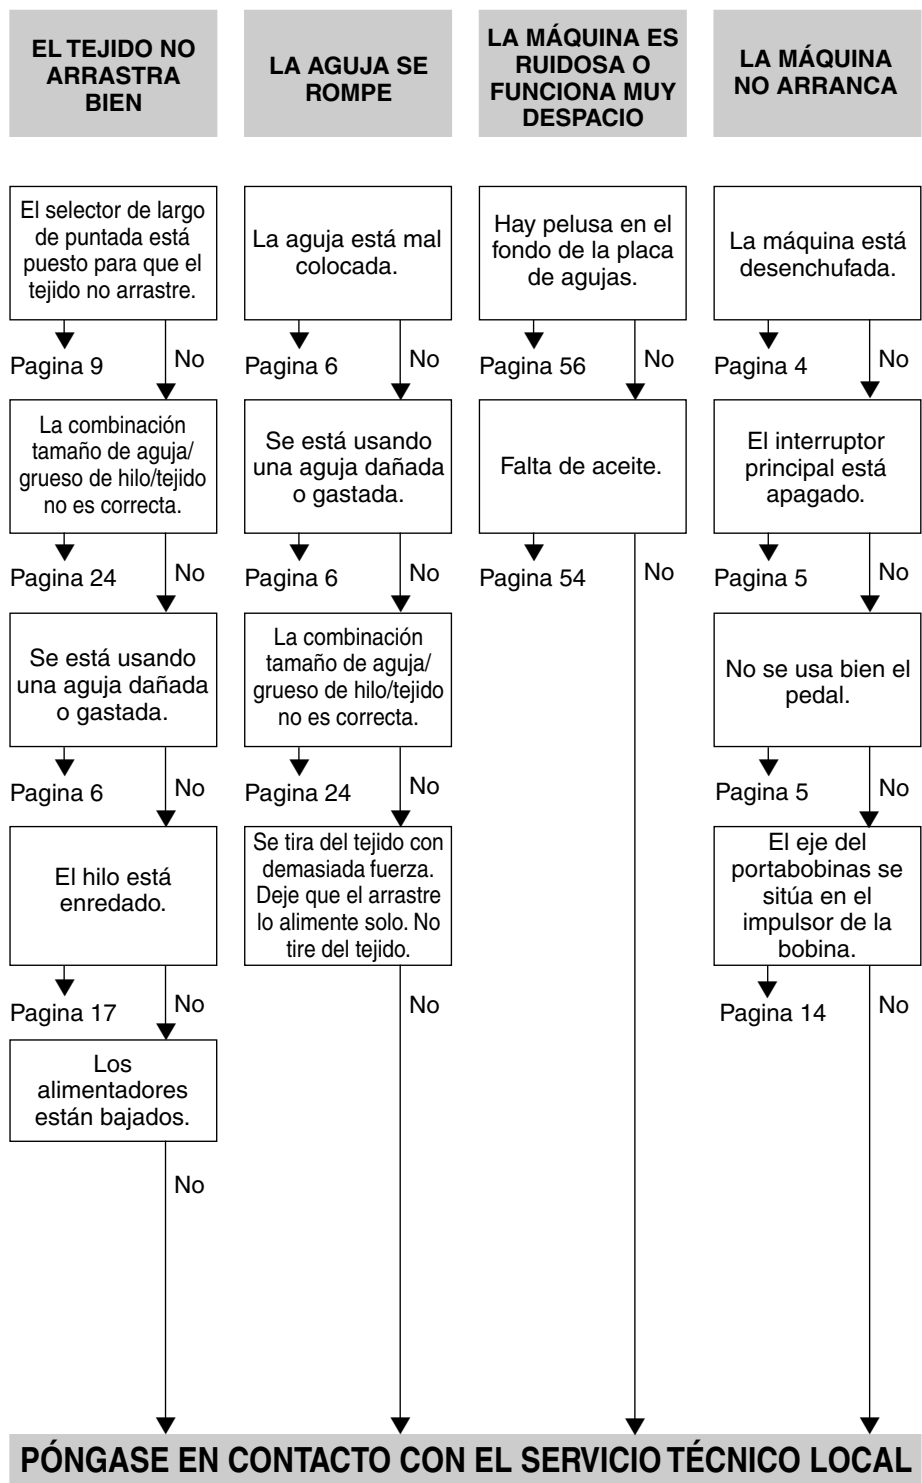 EL TEJIDO NO
ARRASTRA
BIEN
El selector de largo
de puntada está
puesto para que el
tejido no arrastre.
Pagina 9
No
La combinación
tamaño de aguja/
grueso de hilo/tejido
no es correcta.
Pagina 24
No
Se está usando
una aguja dañada
o gastada.
Pagina 6
No
El hilo está
enredado.
Pagina 17
No
Los
alimentadores
están bajados.
No
LA AGUJA SE
ROMPE
La aguja está mal
colocada.
Pagina 6
No
Se está usando
una aguja dañada
o gastada.
Pagina 6
No
La combinación
tamaño de aguja/
grueso de hilo/tejido
no es correcta.
Pagina 24
No
Se tira del tejido con
demasiada fuerza.
Deje que el arrastre
lo alimente solo. No
tire del tejido.
No
LA MÁQUINA ES
RUIDOSA O
FUNCIONA MUY
DESPACIO
Hay pelusa en el
fondo de la placa
de agujas.
Pagina 56
No
Falta de aceite.
Pagina 54
No
LA MÁQUINA
NO ARRANCA
La máquina está
desenchufada.
Pagina 4
No
El interruptor
principal está
apagado.
Pagina 5
No
No se usa bien el
pedal.
Pagina 5
No
El eje del
portabobinas se
sitúa en el
impulsor de la
bobina.
Pagina 14
No
PÓNGASE EN CONTACTO CON EL SERVICIO TÉCNICO LOCAL